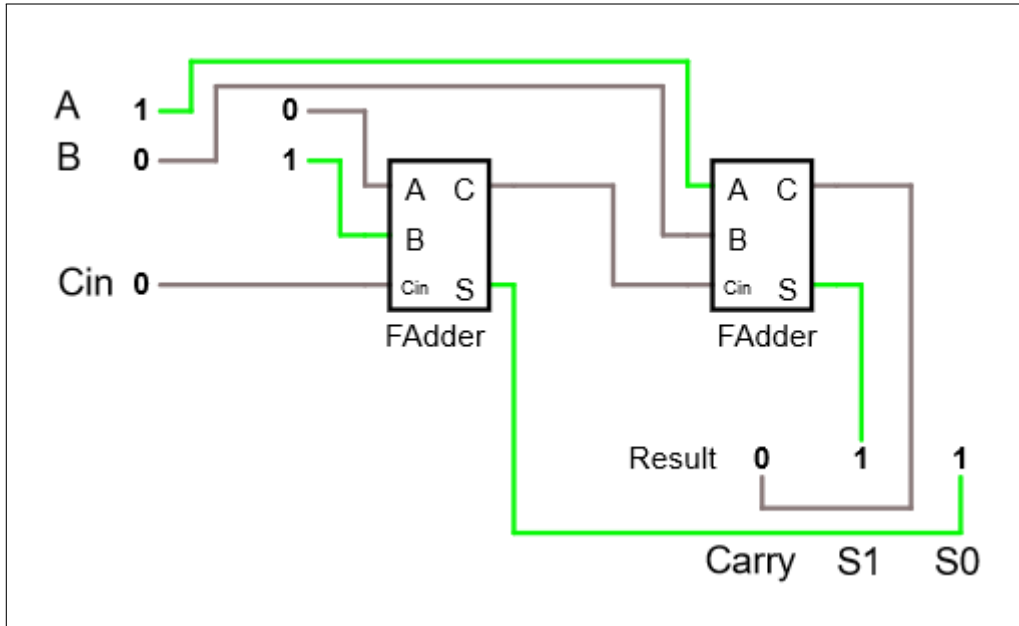 A 1 0
B 0 1
A C
B
Cin S
FAdder
A C
B
Cin S
FAdder
Cin 0
Result 0 1 1
Carry S1 S0